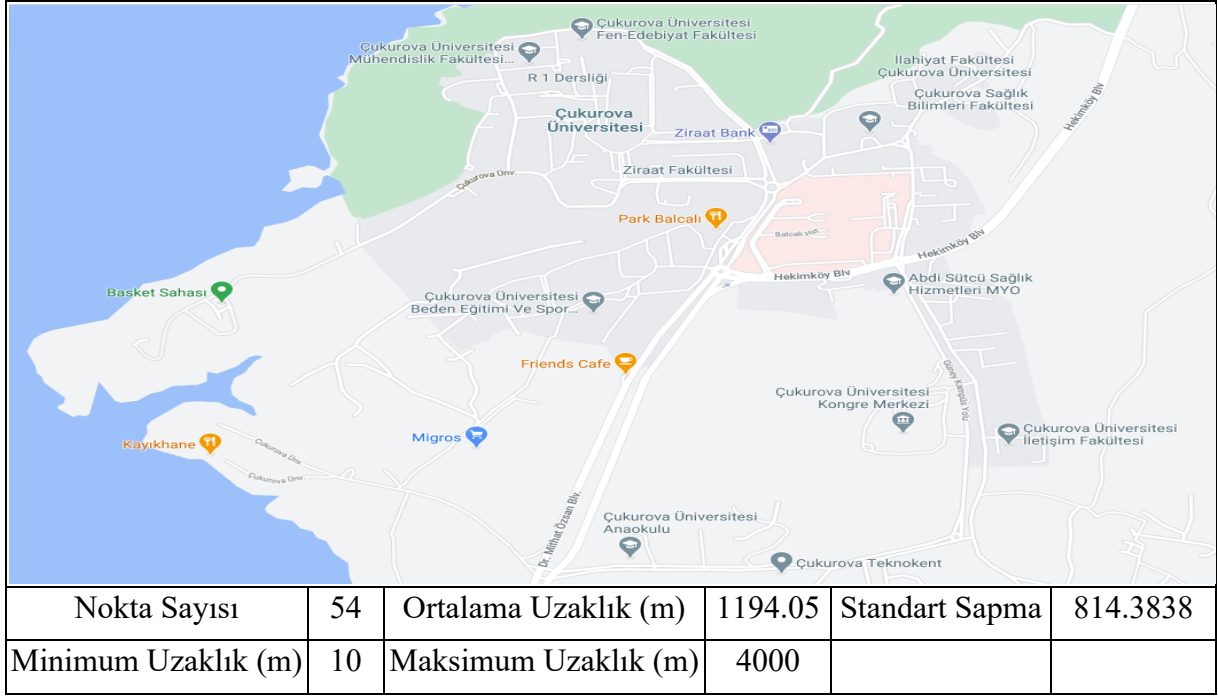 Çukurova Üniversitesi
Fen-Edebiyat Fakültesi
Çukurova Üniversitesi
Mühendislik Fakültesi...
R 1 Dersliği
İlahiyat Fakültesi
Çukurova Üniversitesi
Çukurova Sağlık
Bilimleri Fakültesi
Hekimköy Blv
Çukurova
Üniversitesi
Ziraat Bank
Ziraat Fakültesi
Çukurova Ünv.
Park Balcalı
Hekimköy Blv
Hekimköy Blv
Abdi Sütcü Sağlık
Hizmetleri MYO
Basket Sahası
Çukurova Üniversitesi
Beden Eğitimi Ve Spor...
Friends Cafe
Güney Kampüs Yolu
Çukurova Üniversitesi
Kongre Merkezi
Çukurova Üniversitesi
İletişim Fakültesi
Migros
Kayıkhane
Çukurova Ünv.
Çukurova Ünv.
Dr. Mithat Özsan Blv.
Çukurova Üniversitesi
Anaokulu
Çukurova Teknokent
Nokta Sayısı 54 Ortalama Uzaklık (m) 1194.05 Standart Sapma 814.3838
Minimum Uzaklık (m) 10 Maksimum Uzaklık (m) 4000